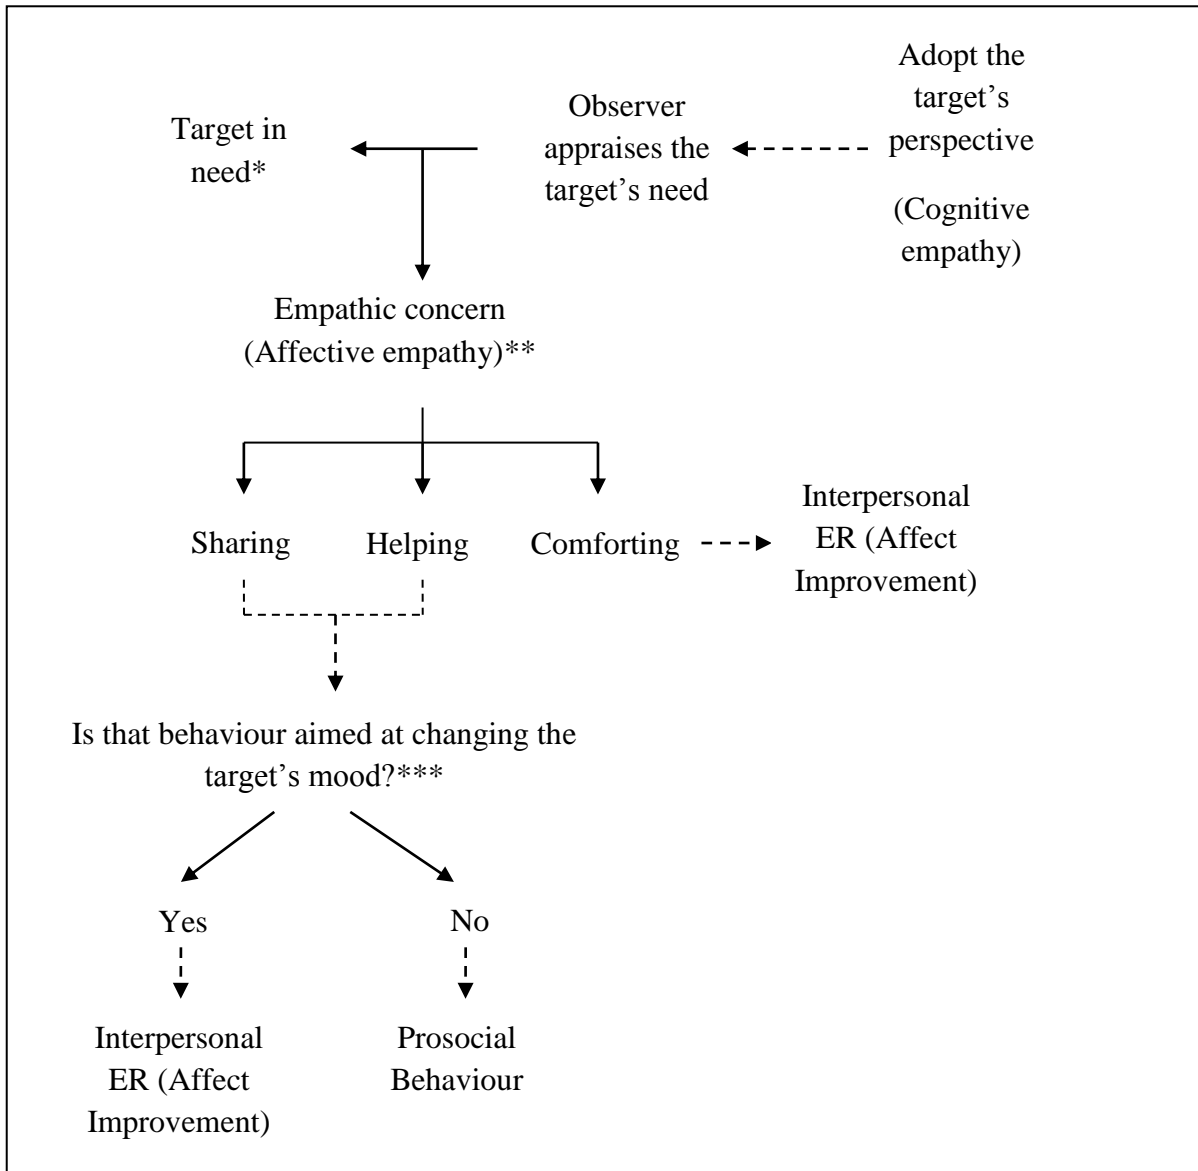 Target in
need*
Observer
appraises the
target’s need
Adopt the
target’s
perspective
(Cognitive
empathy)
Empathic concern
(Affective empathy)**
Sharing
Helping
Comforting
Interpersonal
ER (Affect
Improvement)
Is that behaviour aimed at changing the
target’s mood?***
Yes
No
Interpersonal
ER (Affect
Improvement)
Prosocial
Behaviour